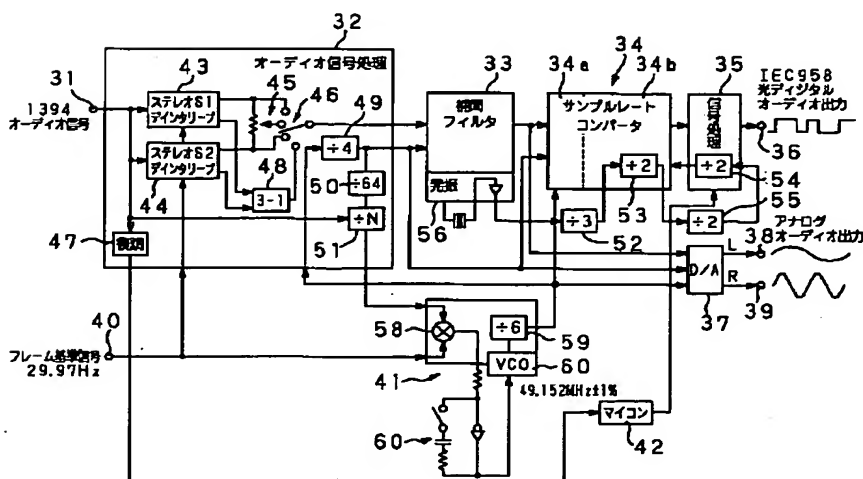 32
31
1394
オーディオ信号
43
ステレオS1
デインタリーブ
ステレオS2
デインタリーブ
44
オーディオ信号処理
45
46
49
÷4
48
3-1
50
÷64
÷N
51
47
復調
33
補間
フィルタ
発振
56
34
34a
34b
サンプルレート
コンバータ
÷2
53
÷3
52
35
信号処理
÷2
54
÷2
55
IEC958
光ディジタル
オーディオ出力
36
アナログ
オーディオ出力
L
38
D/A
R
37
39
40
フレーム基準信号
29.97Hz
58
÷6
59
VCO
60
41
49.152MHz±1%
60
マイコン
42